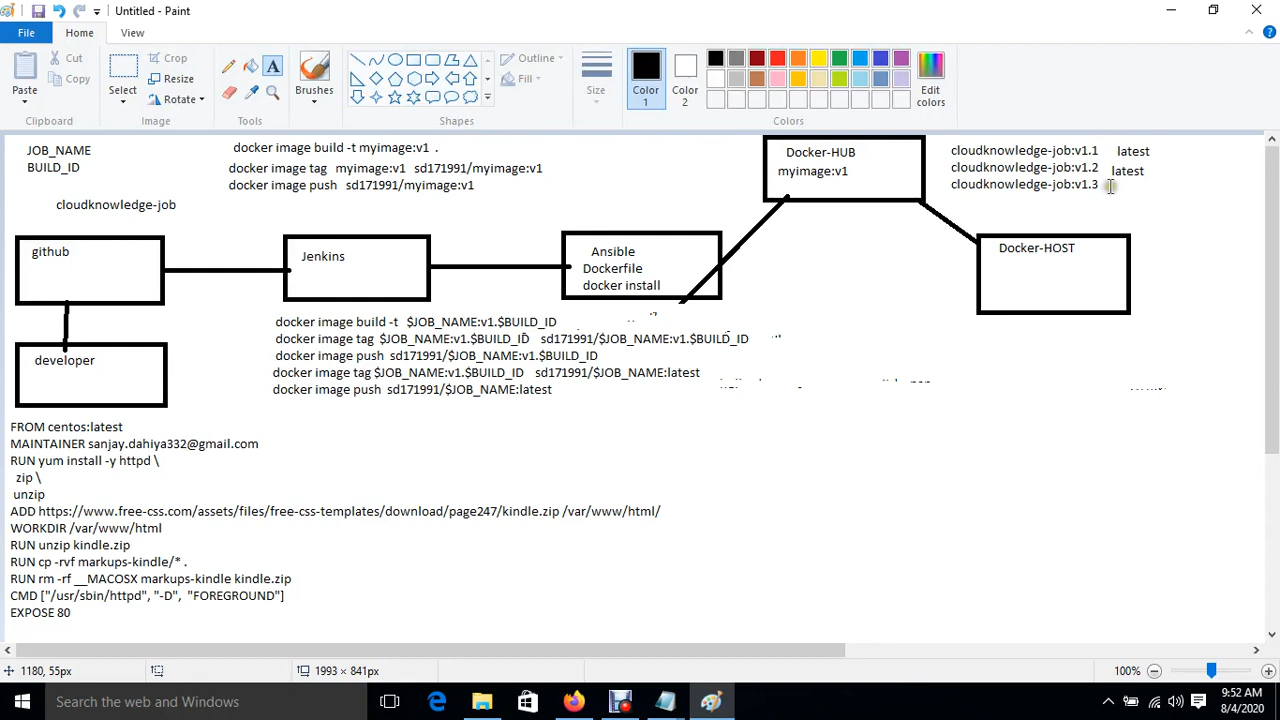 Untitled - Paint
File
Home
View
Paste
Cut
Copy
Clipboard
Select
Crop
Resize
Rotate
Image
A
Tools
Brushes
Outline
Fill
Shapes
Size
Color 1
Color 2
Edit colors
Colors
JOB_NAME
BUILD_ID
cloudknowledge-job
docker image build -t myimage:v1 .
docker image tag myimage:v1 sd171991/myimage:v1
docker image push sd171991/myimage:v1
Docker-HUB
myimage:v1
cloudknowledge-job:v1.1 latest
cloudknowledge-job:v1.2 latest
cloudknowledge-job:v1.3
github
Jenkins
Ansible
Dockerfile
docker install
Docker-HOST
developer
docker image build -t $JOB_NAME:v1.$BUILD_ID
docker image tag $JOB_NAME:v1.$BUILD_ID sd171991/$JOB_NAME:v1.$BUILD_ID
docker image push sd171991/$JOB_NAME:v1.$BUILD_ID
docker image tag $JOB_NAME:v1.$BUILD_ID sd171991/$JOB_NAME:latest
docker image push sd171991/$JOB_NAME:latest
FROM centos:latest
MAINTAINER sanjay.dahiya332@gmail.com
RUN yum install -y httpd \
zip \
unzip
ADD https://www.free-css.com/assets/files/free-css-templates/download/page247/kindle.zip /var/www/html/
WORKDIR /var/www/html
RUN unzip kindle.zip
RUN cp -rvf markups-kindle/* .
RUN rm -rf __MACOSX markups-kindle kindle.zip
CMD ["/usr/sbin/httpd", "-D", "FOREGROUND"]
EXPOSE 80
1180, 55px
1993 × 841px
100%
Search the web and Windows
9:52 AM
8/4/2020